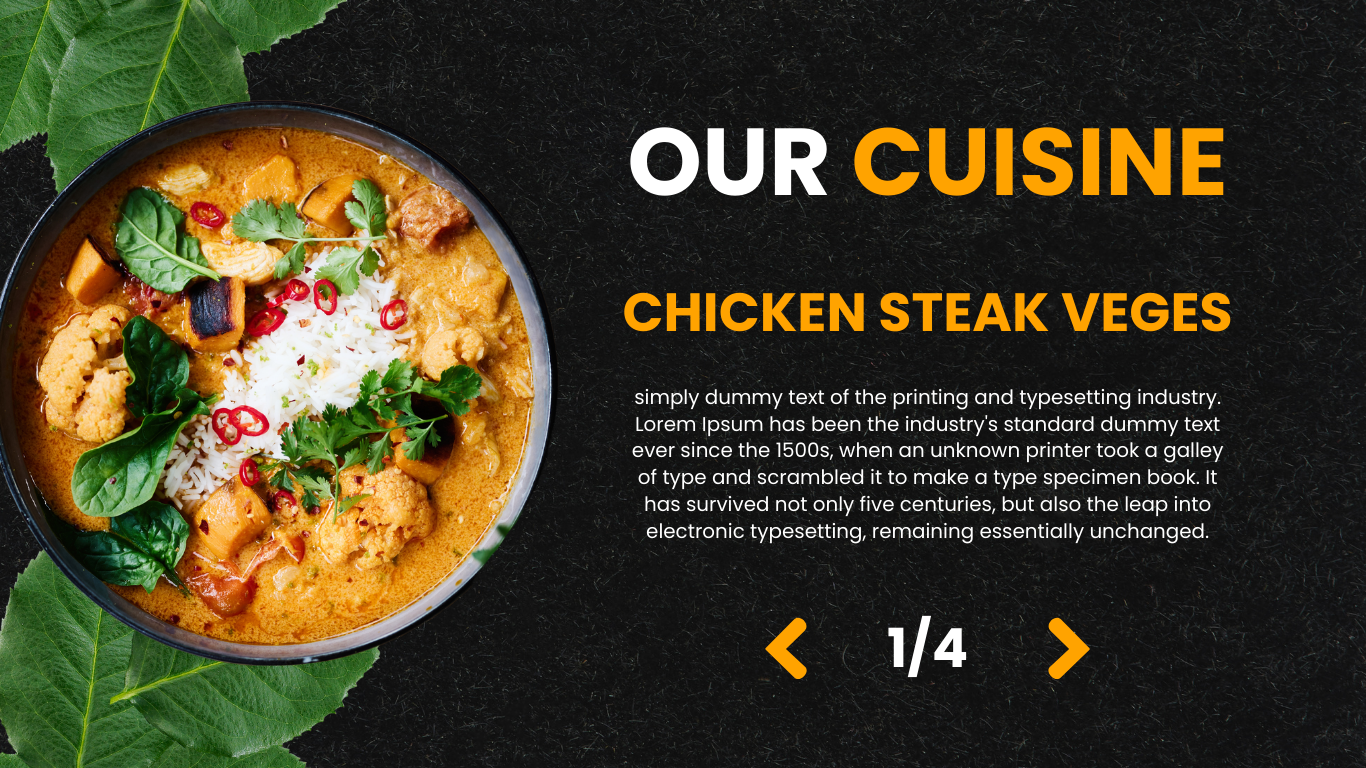 OUR CUISINE
CHICKEN STEAK VEGES
simply dummy text of the printing and typesetting industry.
Lorem Ipsum has been the industry's standard dummy text
ever since the 1500s, when an unknown printer took a galley
of type and scrambled it to make a type specimen book. It
has survived not only five centuries, but also the leap into
electronic typesetting, remaining essentially unchanged.
1/4